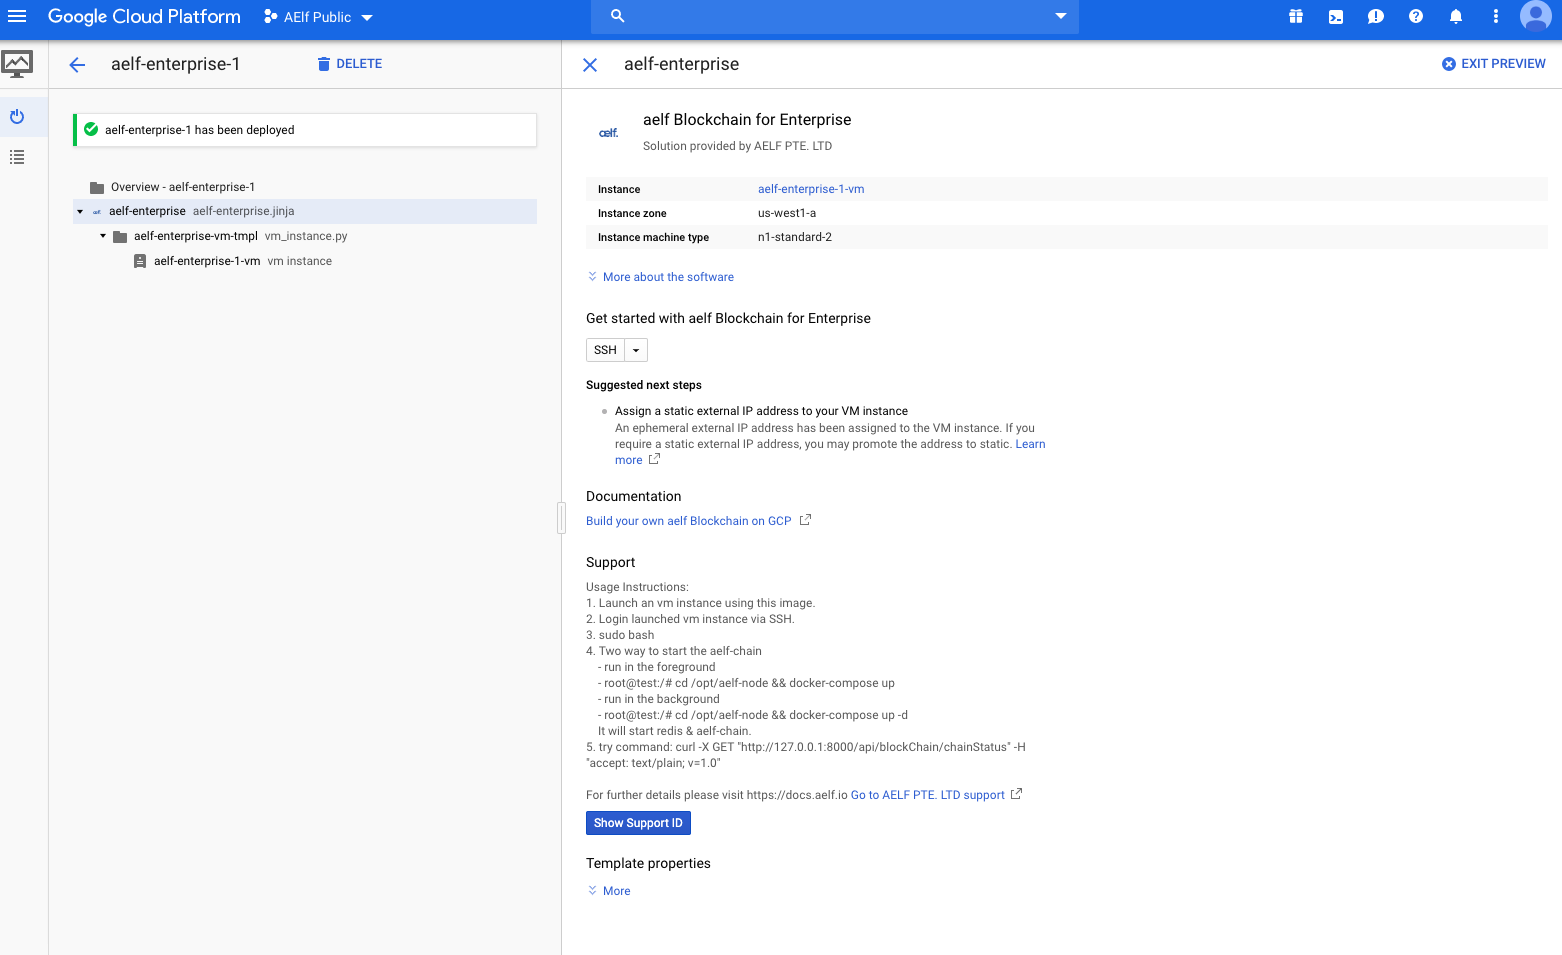 Google Cloud Platform
AElf Public
aelf-enterprise-1
DELETE
aelf-enterprise-1 has been deployed
Overview - aelf-enterprise-1
aelf-enterprise aelf-enterprise.jinja
aelf-enterprise-vm-tmpl vm_instance.py
aelf-enterprise-1-vm vm instance
aelf-enterprise
EXIT PREVIEW
aelf.
aelf Blockchain for Enterprise
Solution provided by AELF PTE. LTD
Instance aelf-enterprise-1-vm
Instance zone us-west1-a
Instance machine type n1-standard-2
More about the software
Get started with aelf Blockchain for Enterprise
SSH
Suggested next steps
Assign a static external IP address to your VM instance
An ephemeral external IP address has been assigned to the VM instance. If you
require a static external IP address, you may promote the address to static. Learn
more
Documentation
Build your own aelf Blockchain on GCP
Support
Usage Instructions:
1. Launch an vm instance using this image.
2. Login launched vm instance via SSH.
3. sudo bash
4. Two way to start the aelf-chain
- run in the foreground
- root@test:/# cd /opt/aelf-node && docker-compose up
- run in the background
- root@test:/# cd /opt/aelf-node && docker-compose up -d
It will start redis & aelf-chain.
5. try command: curl -X GET "http://127.0.0.1:8000/api/blockChain/chainStatus" -H
"accept: text/plain; v=1.0"
For further details please visit https://docs.aelf.io Go to AELF PTE. LTD support
Show Support ID
Template properties
More